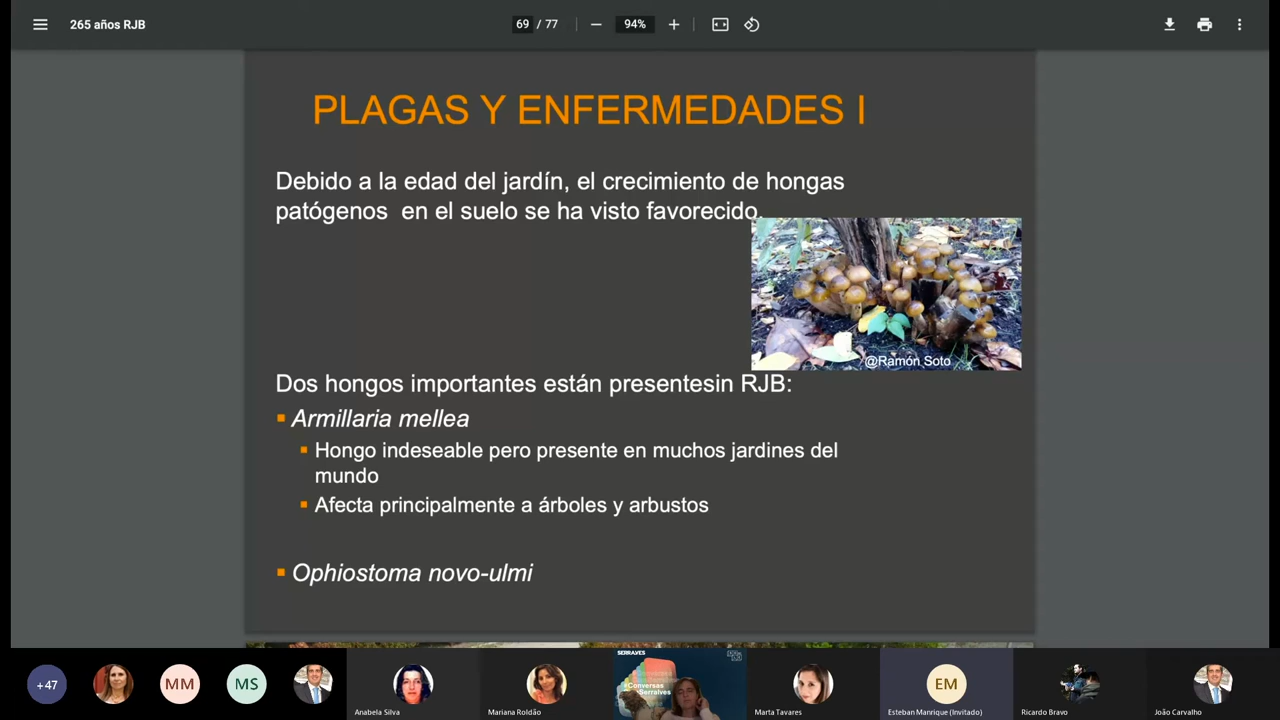 265 años RJB
69 / 77
94%
PLAGAS Y ENFERMEDADES I
Debido a la edad del jardín, el crecimiento de hongas
patógenos en el suelo se ha visto favorecido.
@Ramón Soto
Dos hongos importantes están presentesin RJB:
Armillaria mellea
Hongo indeseable pero presente en muchos jardines del
mundo
Afecta principalmente a árboles y arbustos
Ophiostoma novo-ulmi
+47
MM
MS
SERRALVES
#Conversas
Serralves
EM
Anabela Silva
Mariana Roldão
Marta Tavares
Esteban Manrique (Invitado)
Ricardo Bravo
João Carvalho